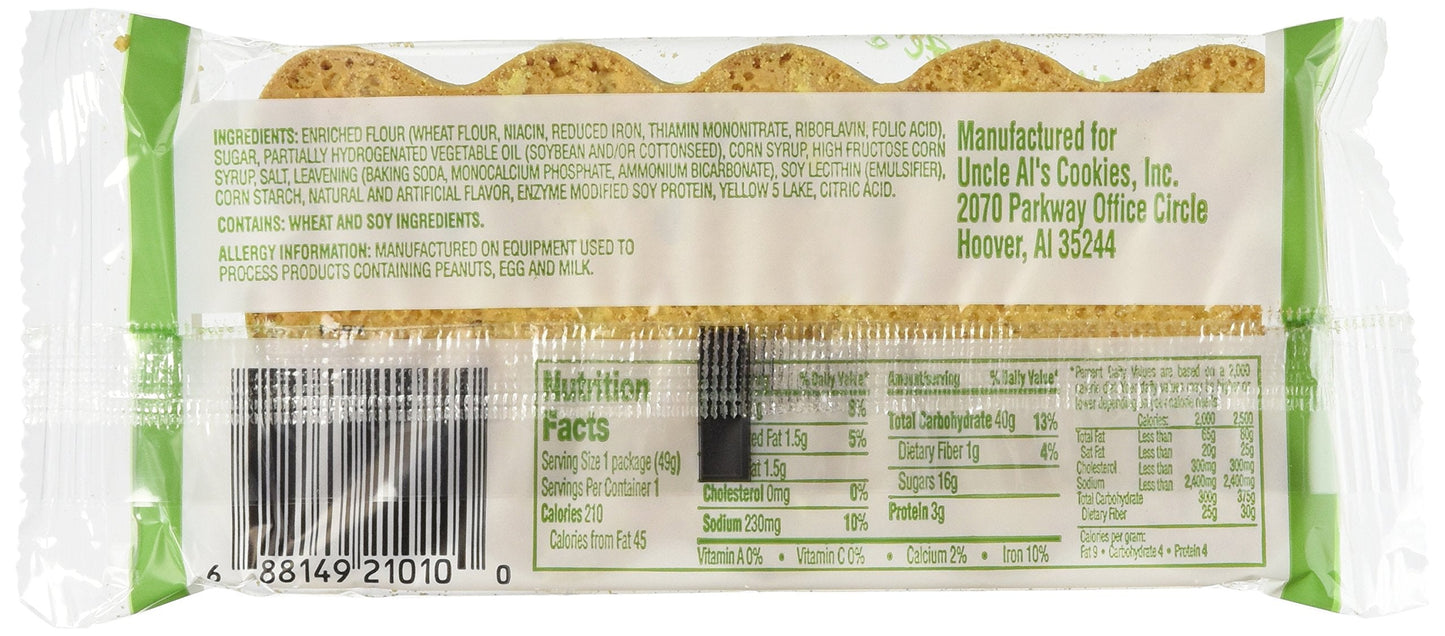 INGREDIENTS: ENRICHED FLOUR (WHEAT FLOUR, NIACIN, REDUCED IRON, THIAMIN MONONITRATE, RIBOFLAVIN, FOLIC ACID),
SUGAR, PARTIALLY HYDROGENATED VEGETABLE OIL (SOYBEAN AND/OR COTTONSEED), CORN SYRUP, HIGH FRUCTOSE CORN
SYRUP, SALT, LEAVENING (BAKING SODA, MONOCALCIUM PHOSPHATE, AMMONIUM BICARBONATE), SOY LECITHIN (EMULSIFIER),
CORN STARCH, NATURAL AND ARTIFICIAL FLAVOR, ENZYME MODIFIED SOY PROTEIN, YELLOW 5 LAKE, CITRIC ACID.
CONTAINS: WHEAT AND SOY INGREDIENTS.
ALLERGY INFORMATION: MANUFACTURED ON EQUIPMENT USED TO
PROCESS PRODUCTS CONTAINING PEANUTS, EGG AND MILK.
Manufactured for
Uncle Al's Cookies, Inc.
2070 Parkway Office Circle
Hoover, Al 35244
6 88149 21010 0
Nutrition
Facts
Serving Size 1 package (49g)
Servings Per Container 1
Calories 210
Calories from Fat 45
% Daily Value*
ed Fat 1.5g 5%
at 1.5g
Cholesterol 0mg 0%
Sodium 230mg 10%
Amount/serving % Daily Value*
Total Carbohydrate 40g 13%
Dietary Fiber 1g 4%
Sugars 16g
Protein 3g
Vitamin A 0% • Vitamin C 0% • Calcium 2% • Iron 10%
*Percent Daily Values are based on a 2,000
Calories: 2,000 2,500
Total Fat Less than 65g 80g
Sat Fat Less than 20g 25g
Cholesterol Less than 300mg 300mg
Sodium Less than 2,400mg 2,400mg
Total Carbohydrate 300g 375g
Dietary Fiber 25g 30g
Calories per gram:
Fat 9 • Carbohydrate 4 • Protein 4